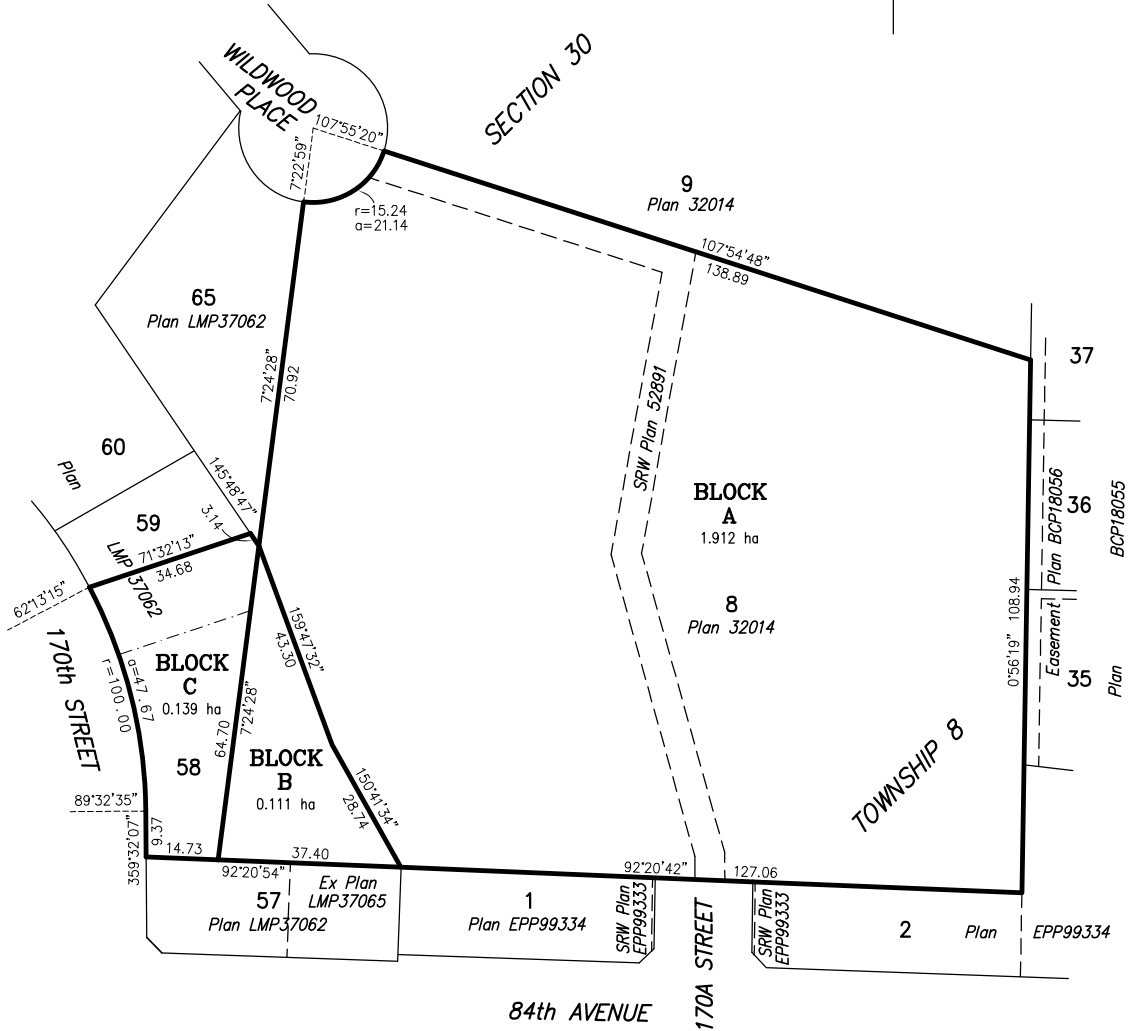 WILDWOOD
PLACE
SECTION 30
107°55'20"
7°22'59"
r=15.24
a=21.14
9
Plan 32014
107°54'48"
138.89
65
Plan LMP37062
7°24'28"
70.92
37
SRW Plan 52891
60
Plan
145°48'47"
3.14
BLOCK
A
1.912 ha
36
Plan BCP18056
BCP18055
59
LMP 37062
71°32'13"
34.68
62°13'15"
8
Plan 32014
159°47'32"
43.30
0°56'19" 108.94
Easement
35
Plan
170th STREET
r=100.00
a=47.67
BLOCK
C
0.139 ha
64.70
7°24'28"
58
BLOCK
B
0.111 ha
150°41'34"
28.74
TOWNSHIP 8
89°32'35"
359°32'07"
9.37
14.73
37.40
92°20'54"
92°20'42"
127.06
57
Plan LMP37062
Ex Plan
LMP37065
1
Plan EPP99334
SRW Plan
EPP99333
170A STREET
SRW Plan
EPP99333
2
Plan
EPP99334
84th AVENUE